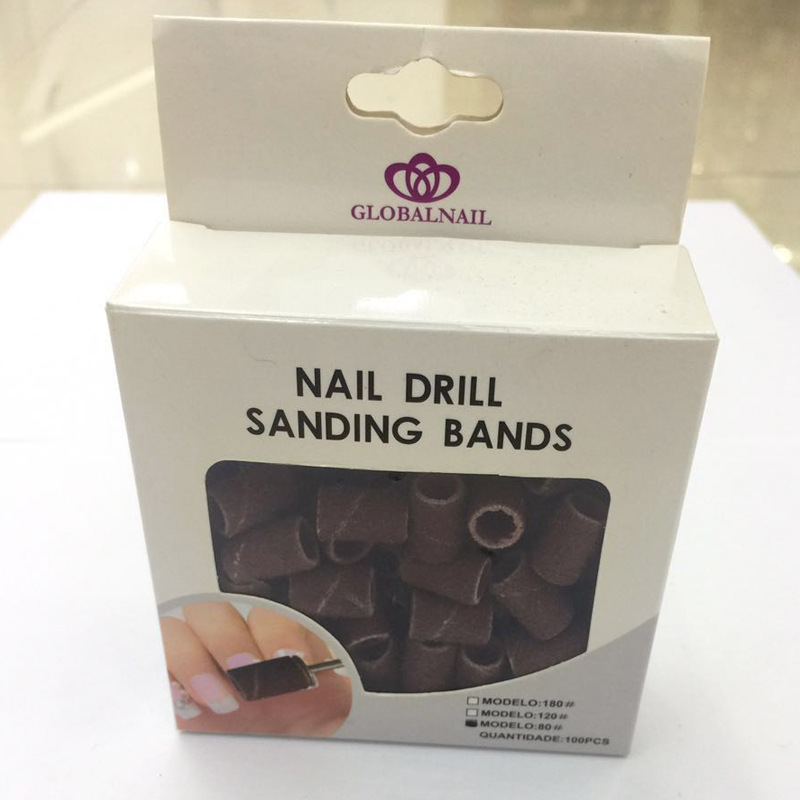 GLOBALNAIL
NAIL DRILL
SANDING BANDS
MODELO:180#
MODELO:120#
MODELO:80#
QUANTIDADE:100PCS